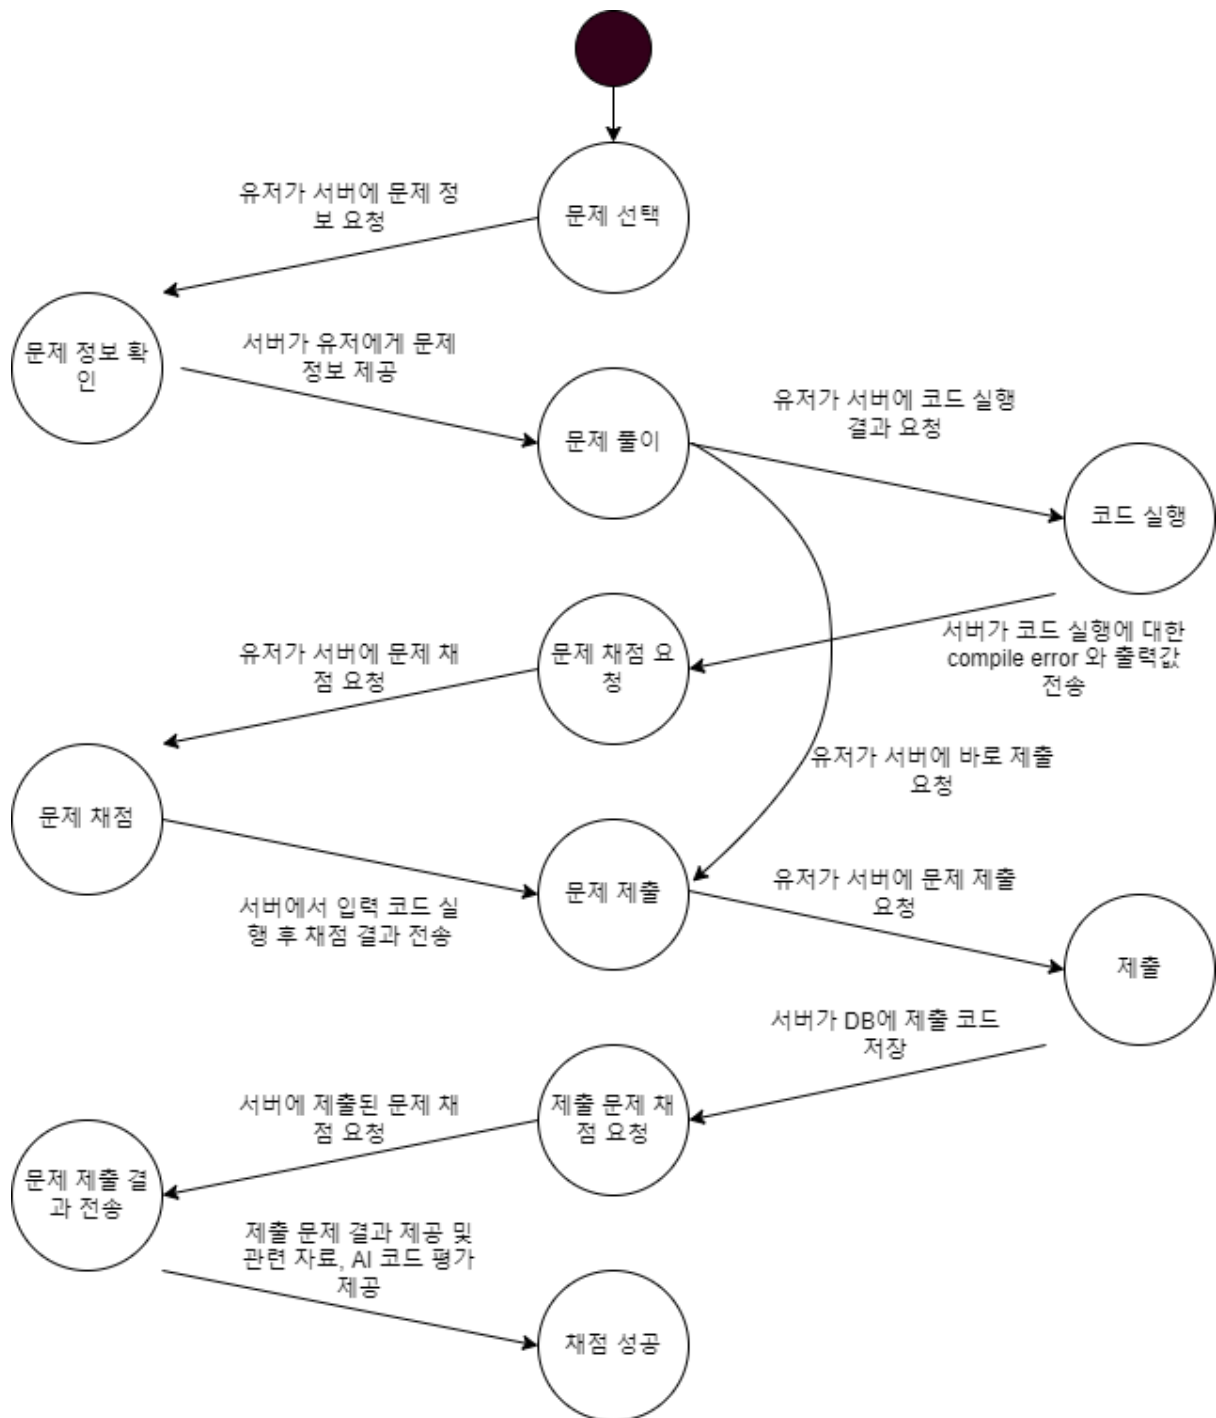 문제 선택
유저가 서버에 문제 정
보 요청
문제 정보 확
인
서버가 유저에게 문제
정보 제공
문제 풀이
유저가 서버에 코드 실행
결과 요청
코드 실행
서버가 코드 실행에 대한
compile error 와 출력값
전송
문제 채점 요
청
유저가 서버에 문제 채
점 요청
유저가 서버에 바로 제출
요청
문제 채점
서버에서 입력 코드 실
행 후 채점 결과 전송
문제 제출
유저가 서버에 문제 제출
요청
제출
서버가 DB에 제출 코드
저장
제출 문제 채
점 요청
서버에 제출된 문제 채
점 요청
문제 제출 결
과 전송
제출 문제 결과 제공 및
관련 자료, AI 코드 평가
제공
채점 성공